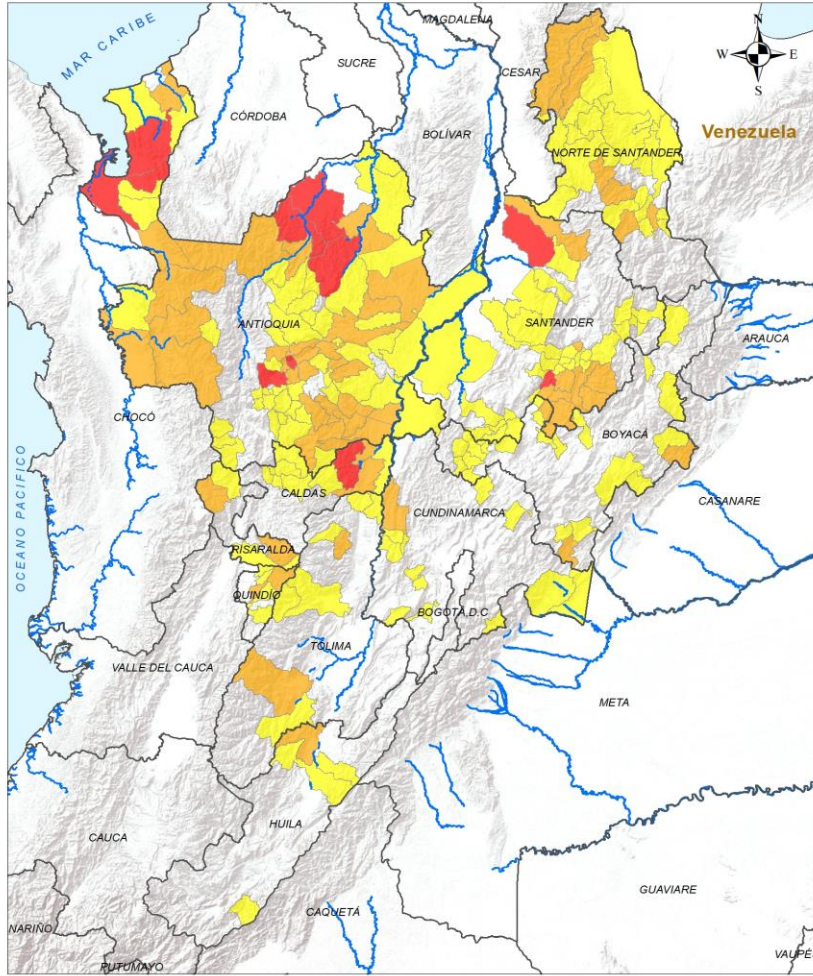 MAGDALENA
N
MAR CARIBE
SUCRE
CESAR
W
E
S
CÓRDOBA
BOLÍVAR
Venezuela
NORTE DE SANTANDER
ANTIOQUIA
SANTANDER
ARAUCA
CHOCÓ
BOYACÁ
OCEANO PACIFICO
CALDAS
CUNDINAMARCA
CASANARE
RISARALDA
QUINDÍO
BOGOTÁ,D.C
TOLIMA
VALLE DEL CAUCA
META
HUILA
CAUCA
GUAVIARE
CAQUETÁ
NARIÑO
PUTUMAYO
VAUPÉ